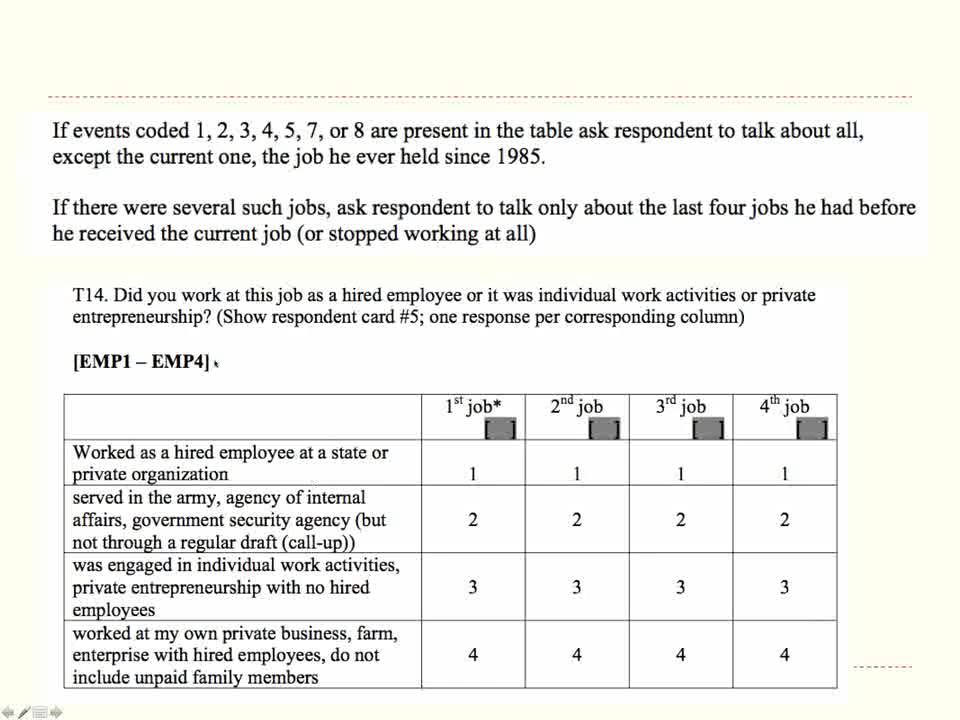 If events coded 1, 2, 3, 4, 5, 7, or 8 are present in the table ask respondent to talk about all,
except the current one, the job he ever held since 1985.
If there were several such jobs, ask respondent to talk only about the last four jobs he had before
he received the current job (or stopped working at all)
T14. Did you work at this job as a hired employee or it was individual work activities or private
entrepreneurship? (Show respondent card #5; one response per corresponding column)
[EMP1 – EMP4]
1st job* 2nd job 3rd job 4th job
[ ] [ ] [ ] [ ]
Worked as a hired employee at a state or
private organization 1 1 1 1
served in the army, agency of internal
affairs, government security agency (but 2 2 2 2
not through a regular draft (call-up))
was engaged in individual work activities,
private entrepreneurship with no hired 3 3 3 3
employees
worked at my own private business, farm,
enterprise with hired employees, do not 4 4 4 4
include unpaid family members